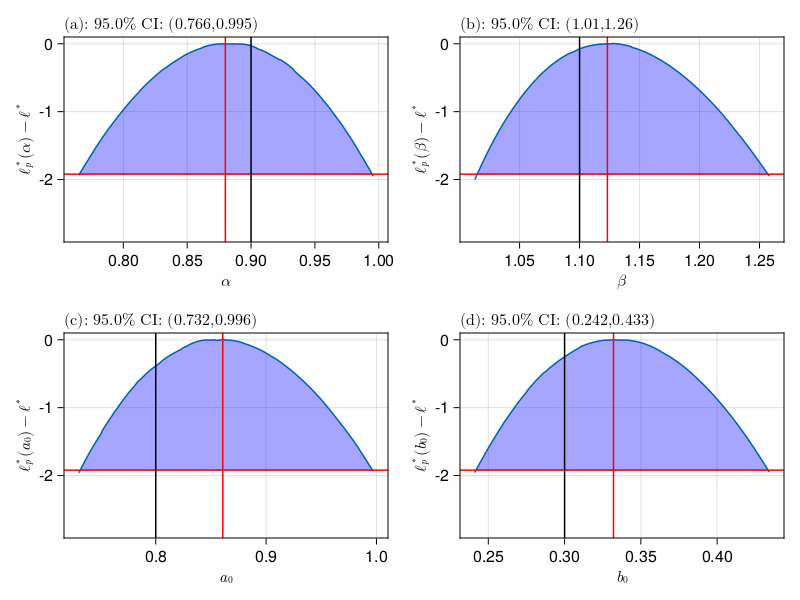 (a): 95.0% CI: (0.766,0.995)
0
-1
-2
ℓ*p(α) − ℓ*
0.80 0.85 0.90 0.95 1.00
α
(b): 95.0% CI: (1.01,1.26)
0
-1
-2
ℓ*p(β) − ℓ*
1.05 1.10 1.15 1.20 1.25
β
(c): 95.0% CI: (0.732,0.996)
0
-1
-2
ℓ*p(a₀) − ℓ*
0.8 0.9 1.0
a₀
(d): 95.0% CI: (0.242,0.433)
0
-1
-2
ℓ*p(b₀) − ℓ*
0.25 0.30 0.35 0.40
b₀